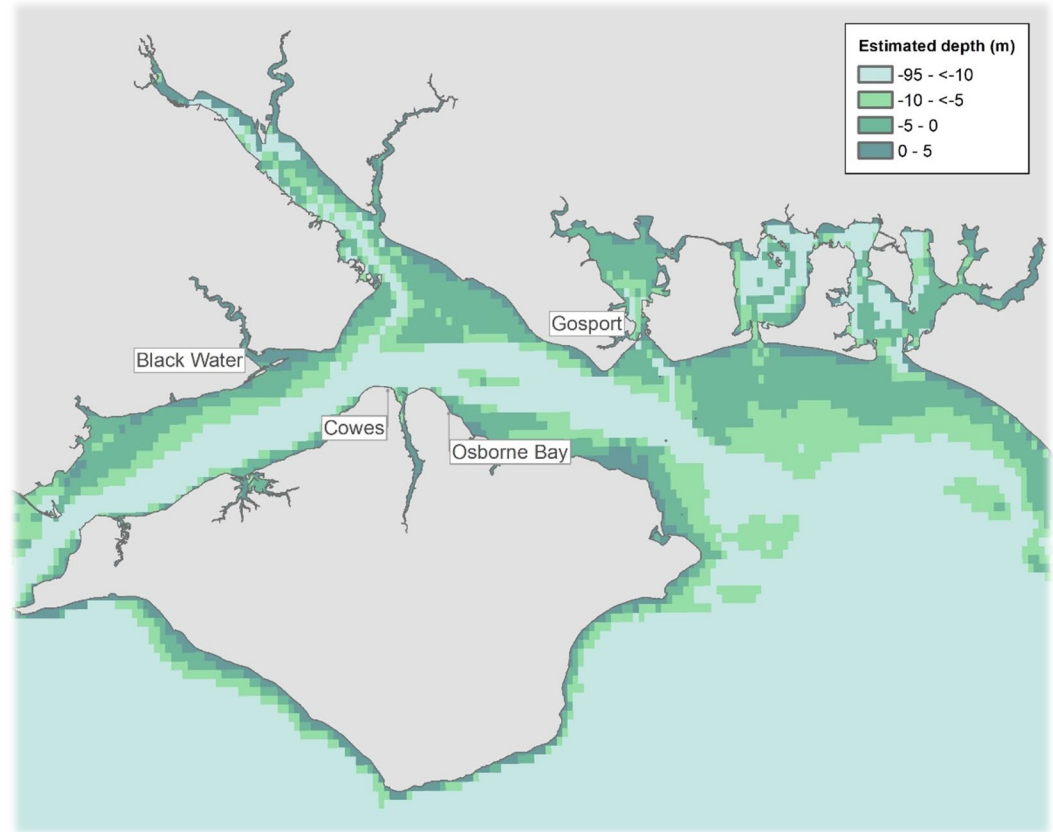 Estimated depth (m)
-95 - <-10
-10 - <-5
-5 - 0
0 - 5
Gosport
Black Water
Cowes
Osborne Bay